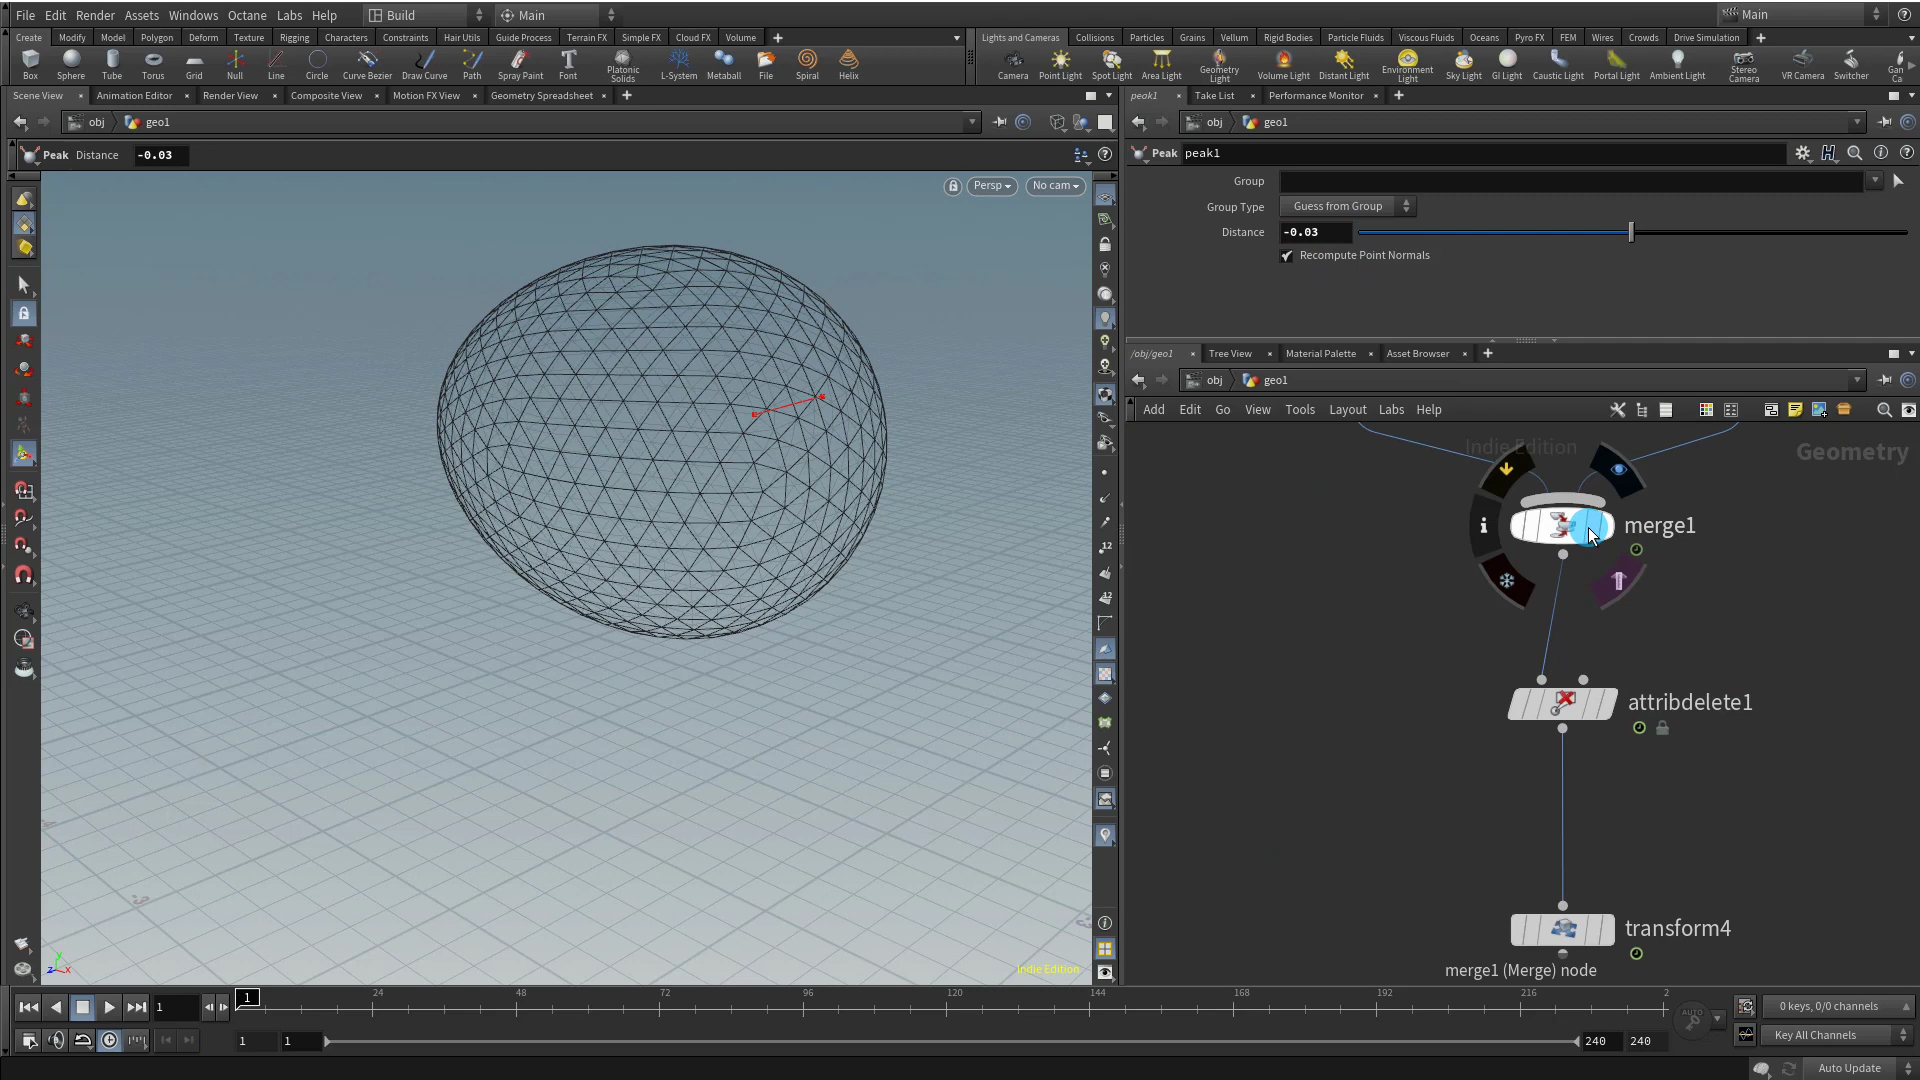 File Edit Render Assets Windows Octane Labs Help Build Main Main
Create Modify Model Polygon Deform Texture Rigging Characters Constraints Hair Utils Guide Process Terrain FX Simple FX Cloud FX Volume Lights and Cameras Collisions Particles Grains Vellum Rigid Bodies Particle Fluids Viscous Fluids Oceans Pyro FX FEM Wires Crowds Drive Simulation
Box Sphere Tube Torus Grid Null Line Circle Curve Bezier Draw Curve Path Spray Paint Font Platonic Solids L-System Metaball File Spiral Helix Camera Point Light Spot Light Area Light Geometry Light Volume Light Distant Light Environment Light Sky Light GI Light Caustic Light Portal Light Ambient Light Stereo Camera VR Camera Switcher Gan Ca
Scene View Animation Editor Render View Composite View Motion FX View Geometry Spreadsheet peak1 Take List Performance Monitor
obj geo1 obj geo1
Peak Distance -0.03 Peak peak1
Persp No cam
Group
Group Type Guess from Group
Distance -0.03
Recompute Point Normals
/obj/geo1 Tree View Material Palette Asset Browser
obj geo1
Add Edit Go View Tools Layout Labs Help
Indie Edition Geometry
merge1
attribdelete1
transform4
merge1 (Merge) node
Indie Edition
z y x
12
12
1 1 24 48 72 96 120 144 168 192 216 2
AUTO 0 keys, 0/0 channels
1 1 240 240 Key All Channels
Auto Update